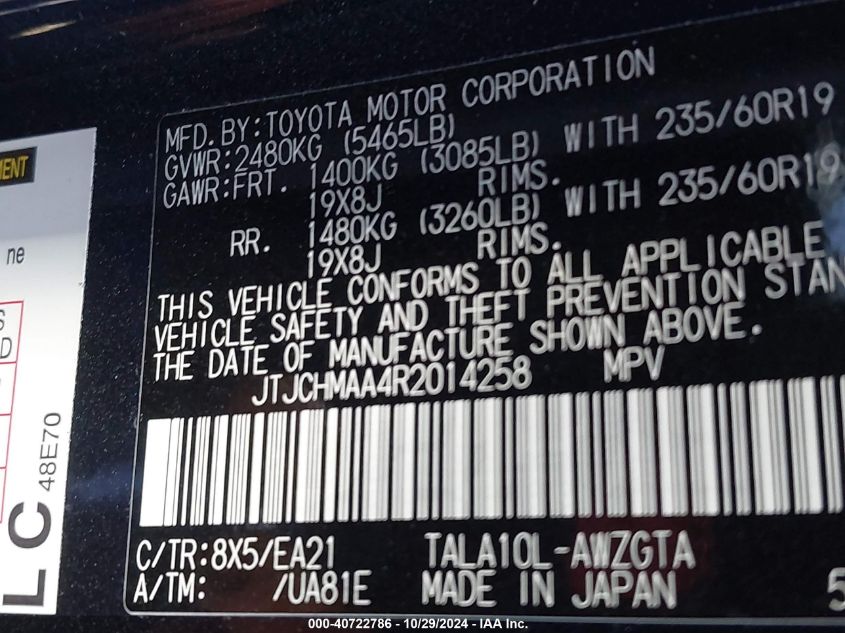 MFD.BY:TOYOTA MOTOR CORPORATION
GVWR:2480KG (5465LB)
GAWR:FRT. 1400KG (3085LB) WITH 235/60R19
19X8J RIMS.
RR. 1480KG (3260LB) WITH 235/60R19
19X8J RIMS.
THIS VEHICLE CONFORMS TO ALL APPLICABLE
VEHICLE SAFETY AND THEFT PREVENTION STAN
THE DATE OF MANUFACTURE SHOWN ABOVE.
JTJCHMAA4R2014258 MPV
C/TR:8X5/EA21 TALA10L-AWZGTA
A/TM: /UA81E MADE IN JAPAN 5
MENT
ne
S
D
LC
48E70
000-40722786 - 10/29/2024 - IAA Inc.